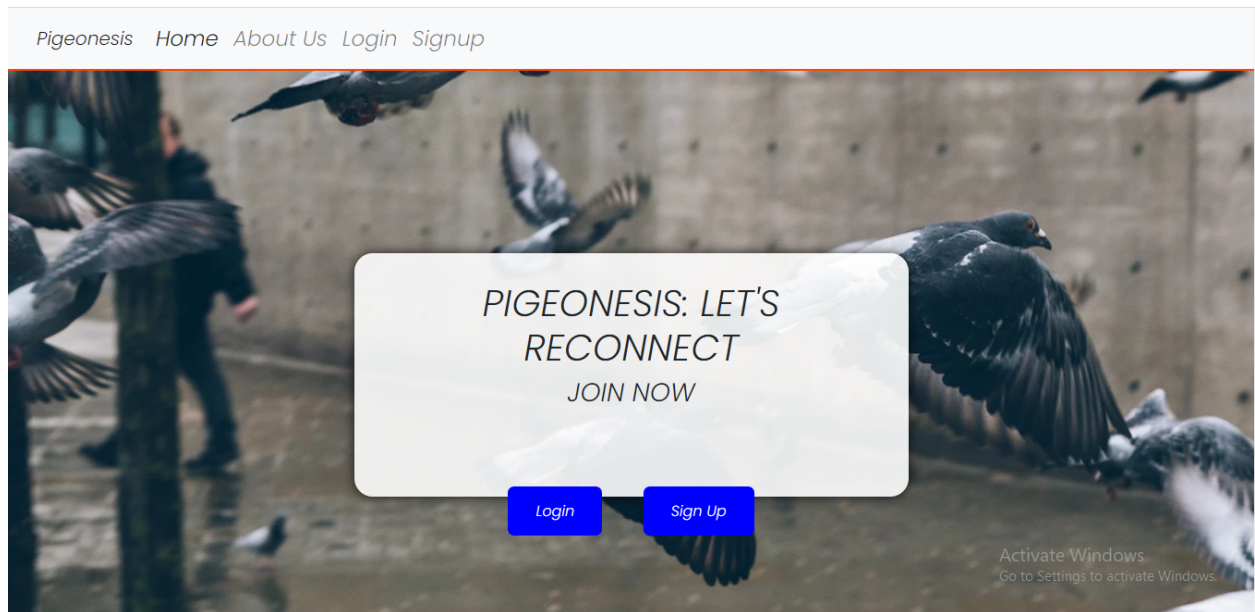 Pigeonesis Home About Us Login Signup
PIGEONESIS: LET'S
RECONNECT
JOIN NOW
Login Sign Up
Activate Windows
Go to Settings to activate Windows.